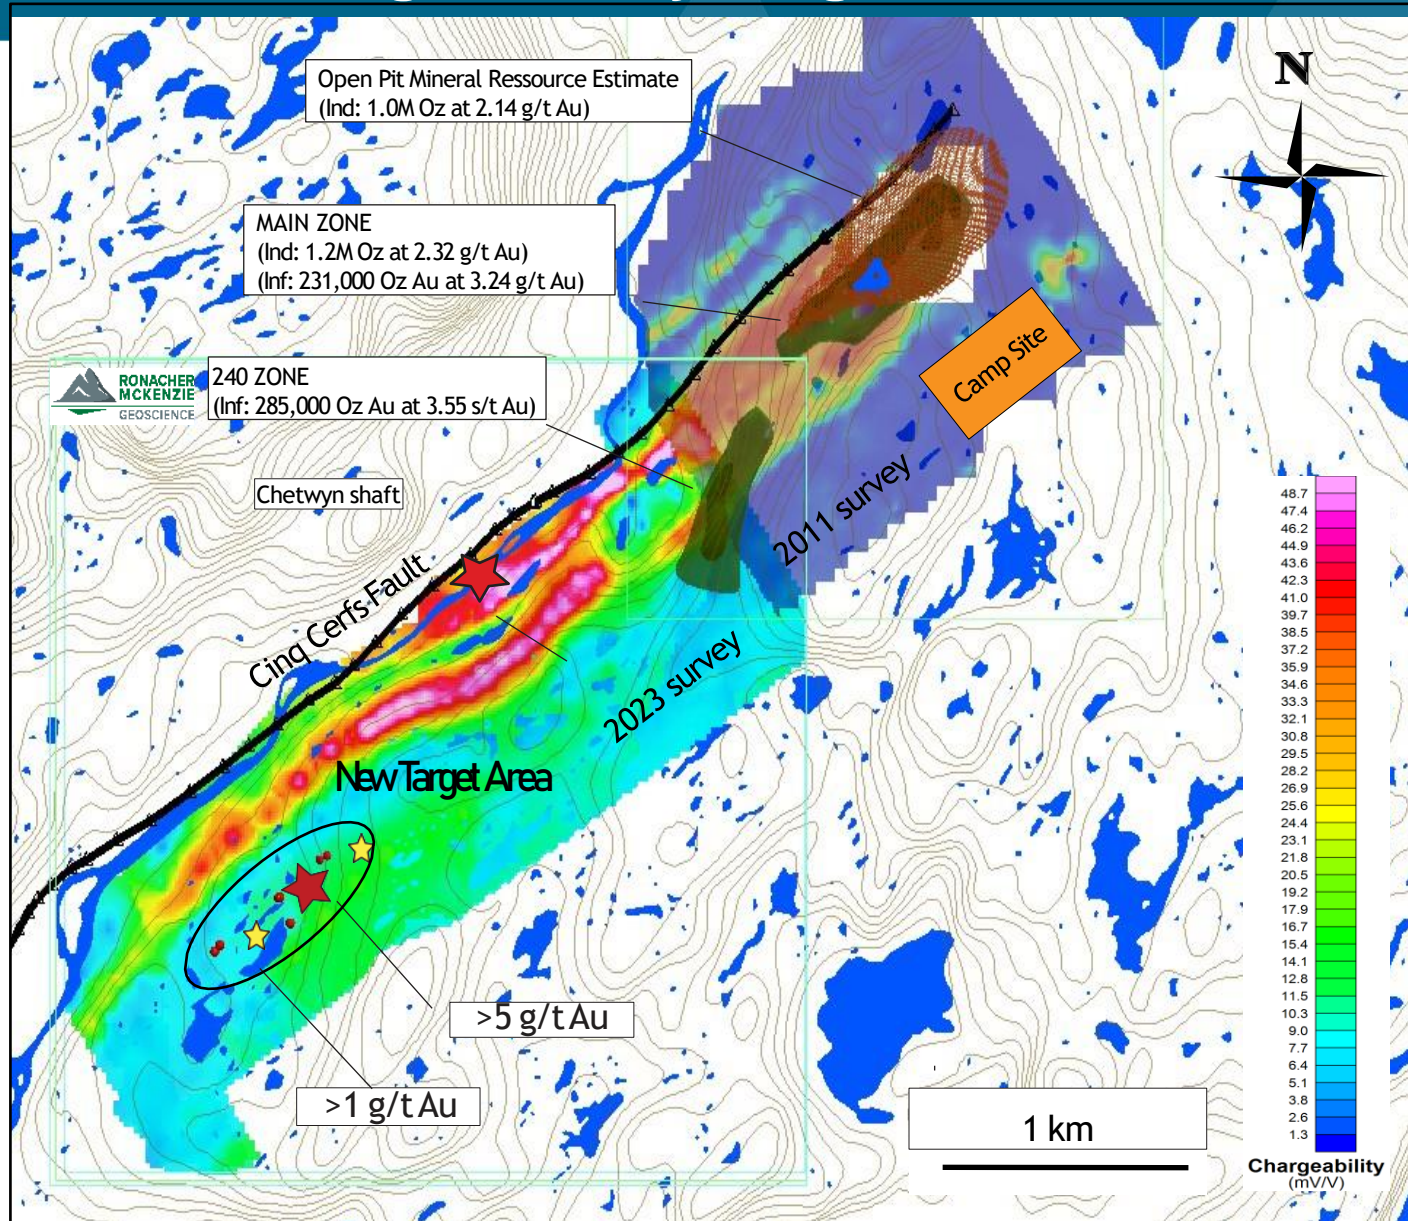 N
Open Pit Mineral Ressource Estimate
(Ind: 1.0M Oz at 2.14 g/t Au)
MAIN ZONE
(Ind: 1.2M Oz at 2.32 g/t Au)
(Inf: 231,000 Oz Au at 3.24 g/t Au)
Camp Site
RONACHER
MCKENZIE
GEOSCIENCE
240 ZONE
(Inf: 285,000 Oz Au at 3.55 s/t Au)
Chetwyn shaft
2011 survey
Cinq Cerfs Fault
2023 survey
New Target Area
>5 g/t Au
>1 g/t Au
1 km
48.7
47.4
46.2
44.9
43.6
42.3
41.0
39.7
38.5
37.2
35.9
34.6
33.3
32.1
30.8
29.5
28.2
26.9
25.6
24.4
23.1
21.8
20.5
19.2
17.9
16.7
15.4
14.1
12.8
11.5
10.3
9.0
7.7
6.4
5.1
3.8
2.6
1.3
Chargeability
(mV/V)